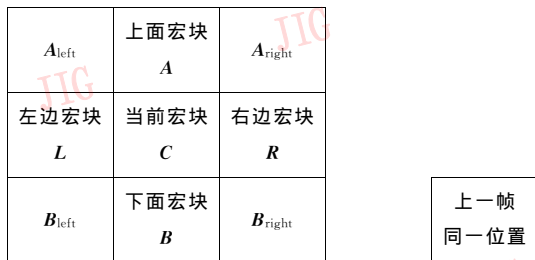 A_left 上面宏块 A A_right
左边宏块 L 当前宏块 C 右边宏块 R
B_left 下面宏块 B B_right
上一帧
同一位置
JIG
JIG